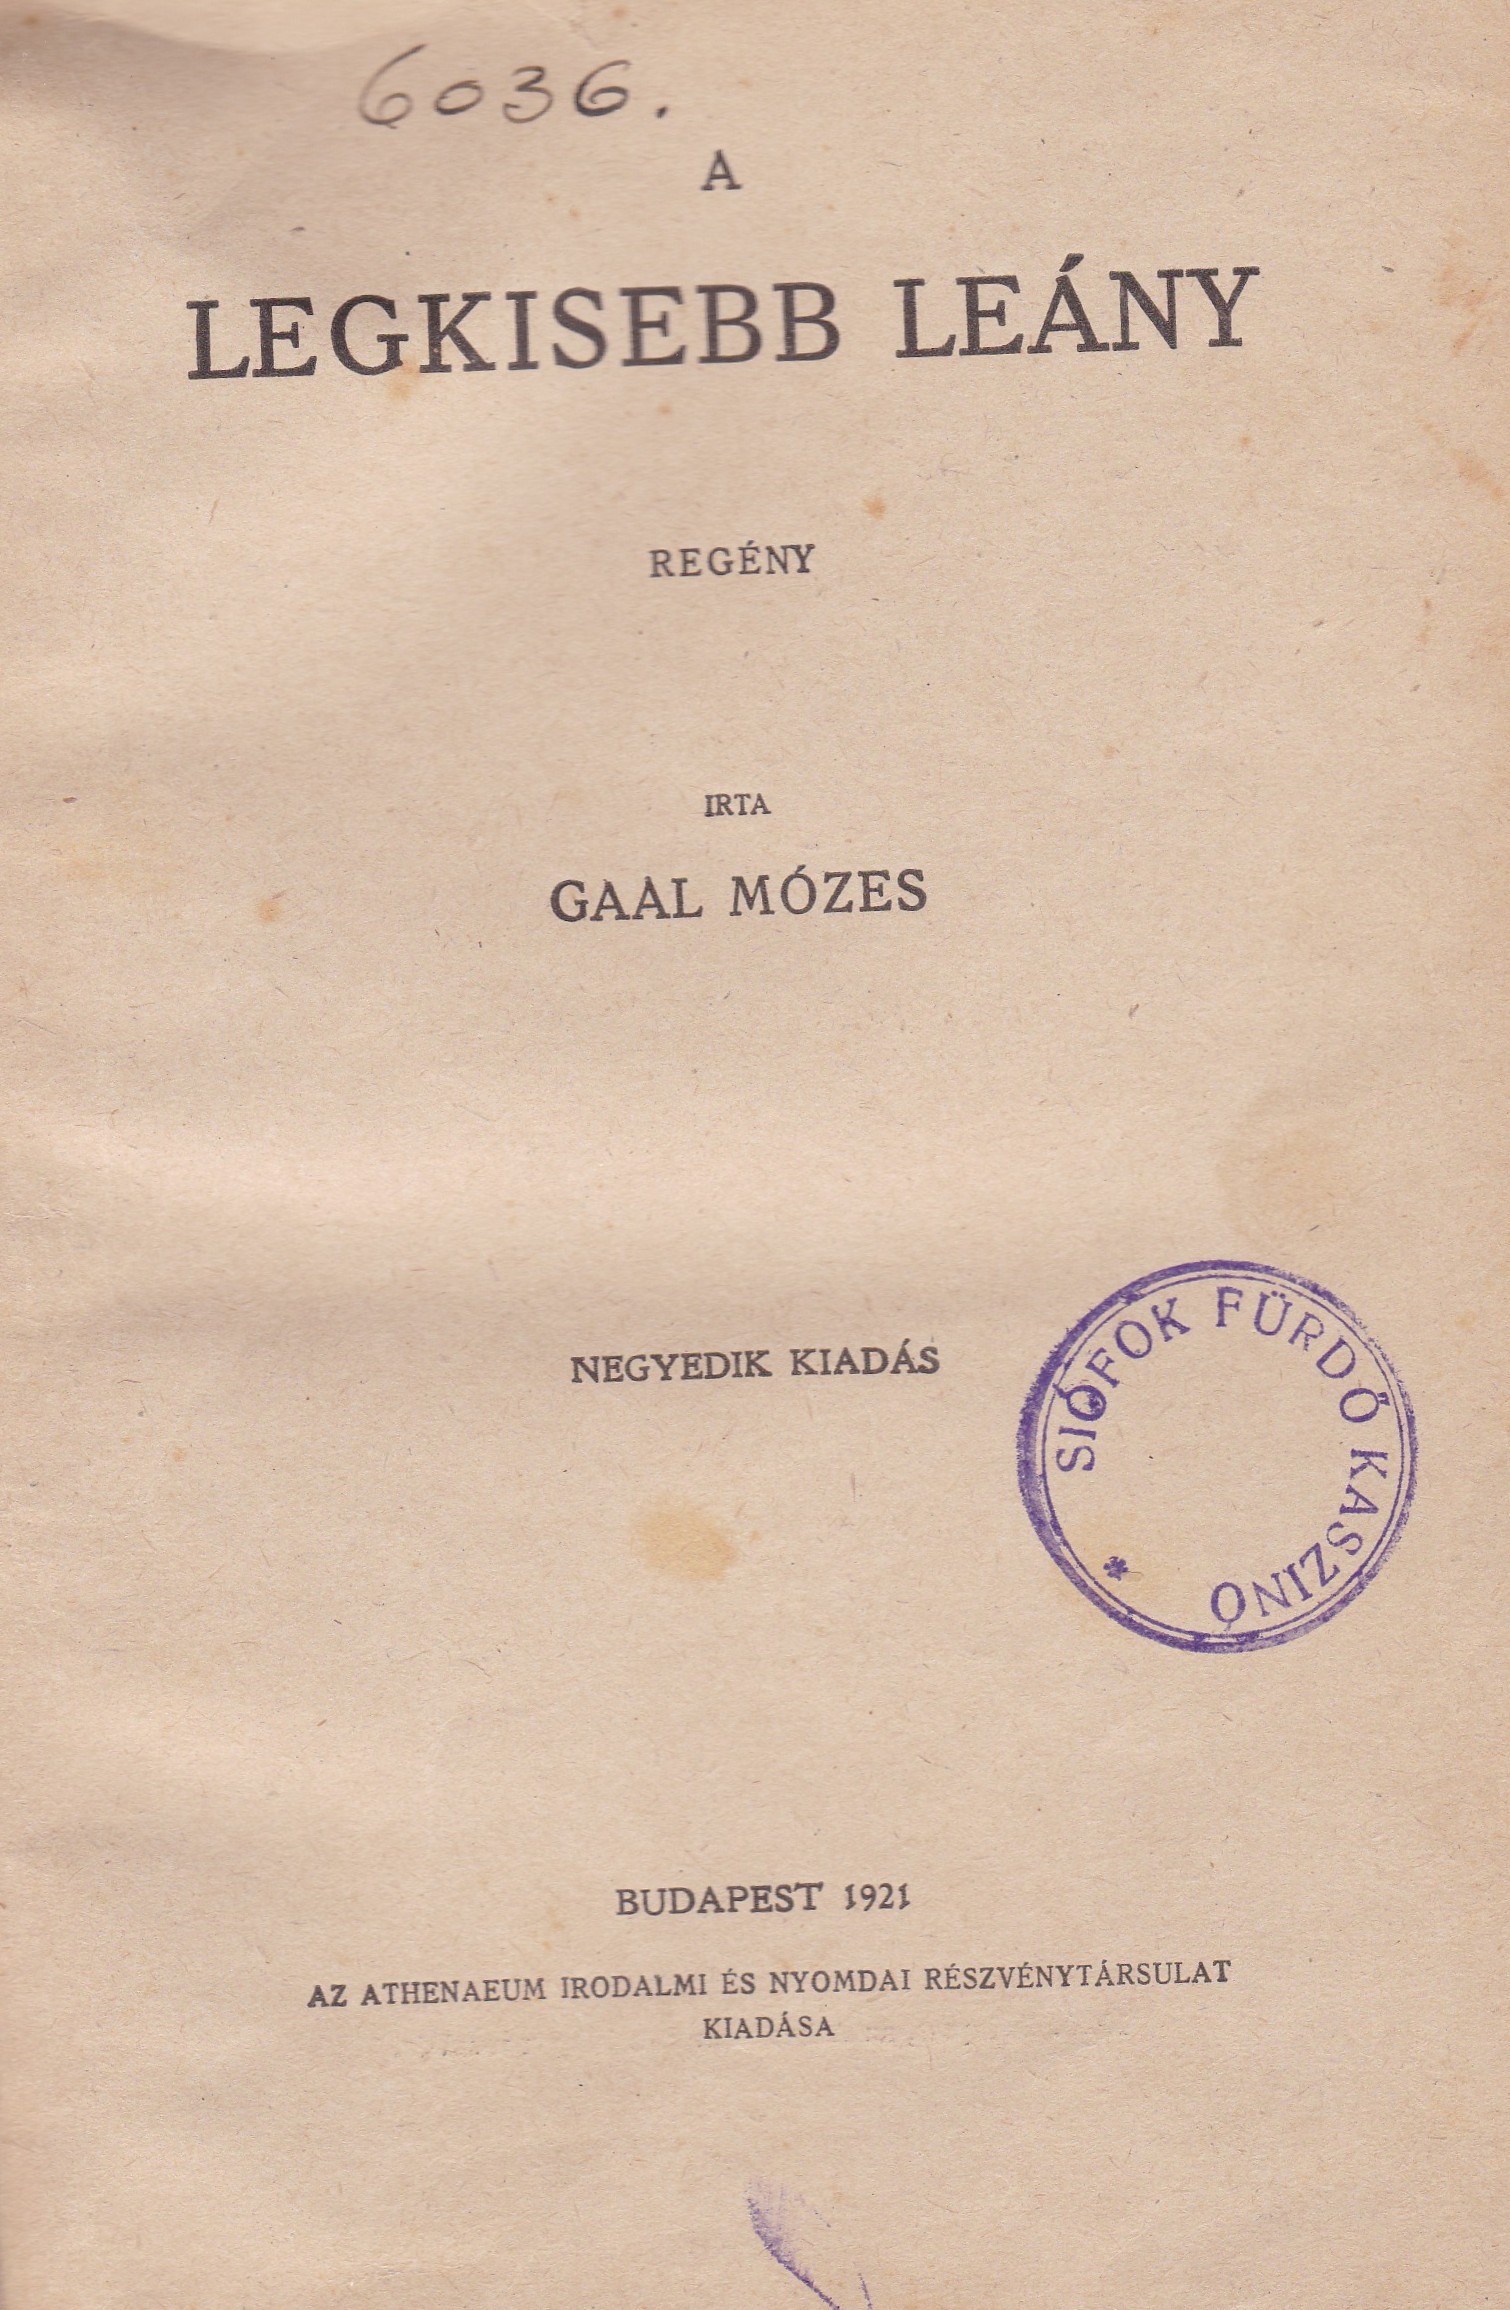 6036.
A
LEGKISEBB LEÁNY
REGÉNY
IRTA
GAAL MÓZES
NEGYEDIK KIADÁS
SIÓFOK FÜRDŐ KASZINÓ *
BUDAPEST 1921
AZ ATHENAEUM IRODALMI ÉS NYOMDAI RÉSZVÉNYTÁRSULAT
KIADÁSA